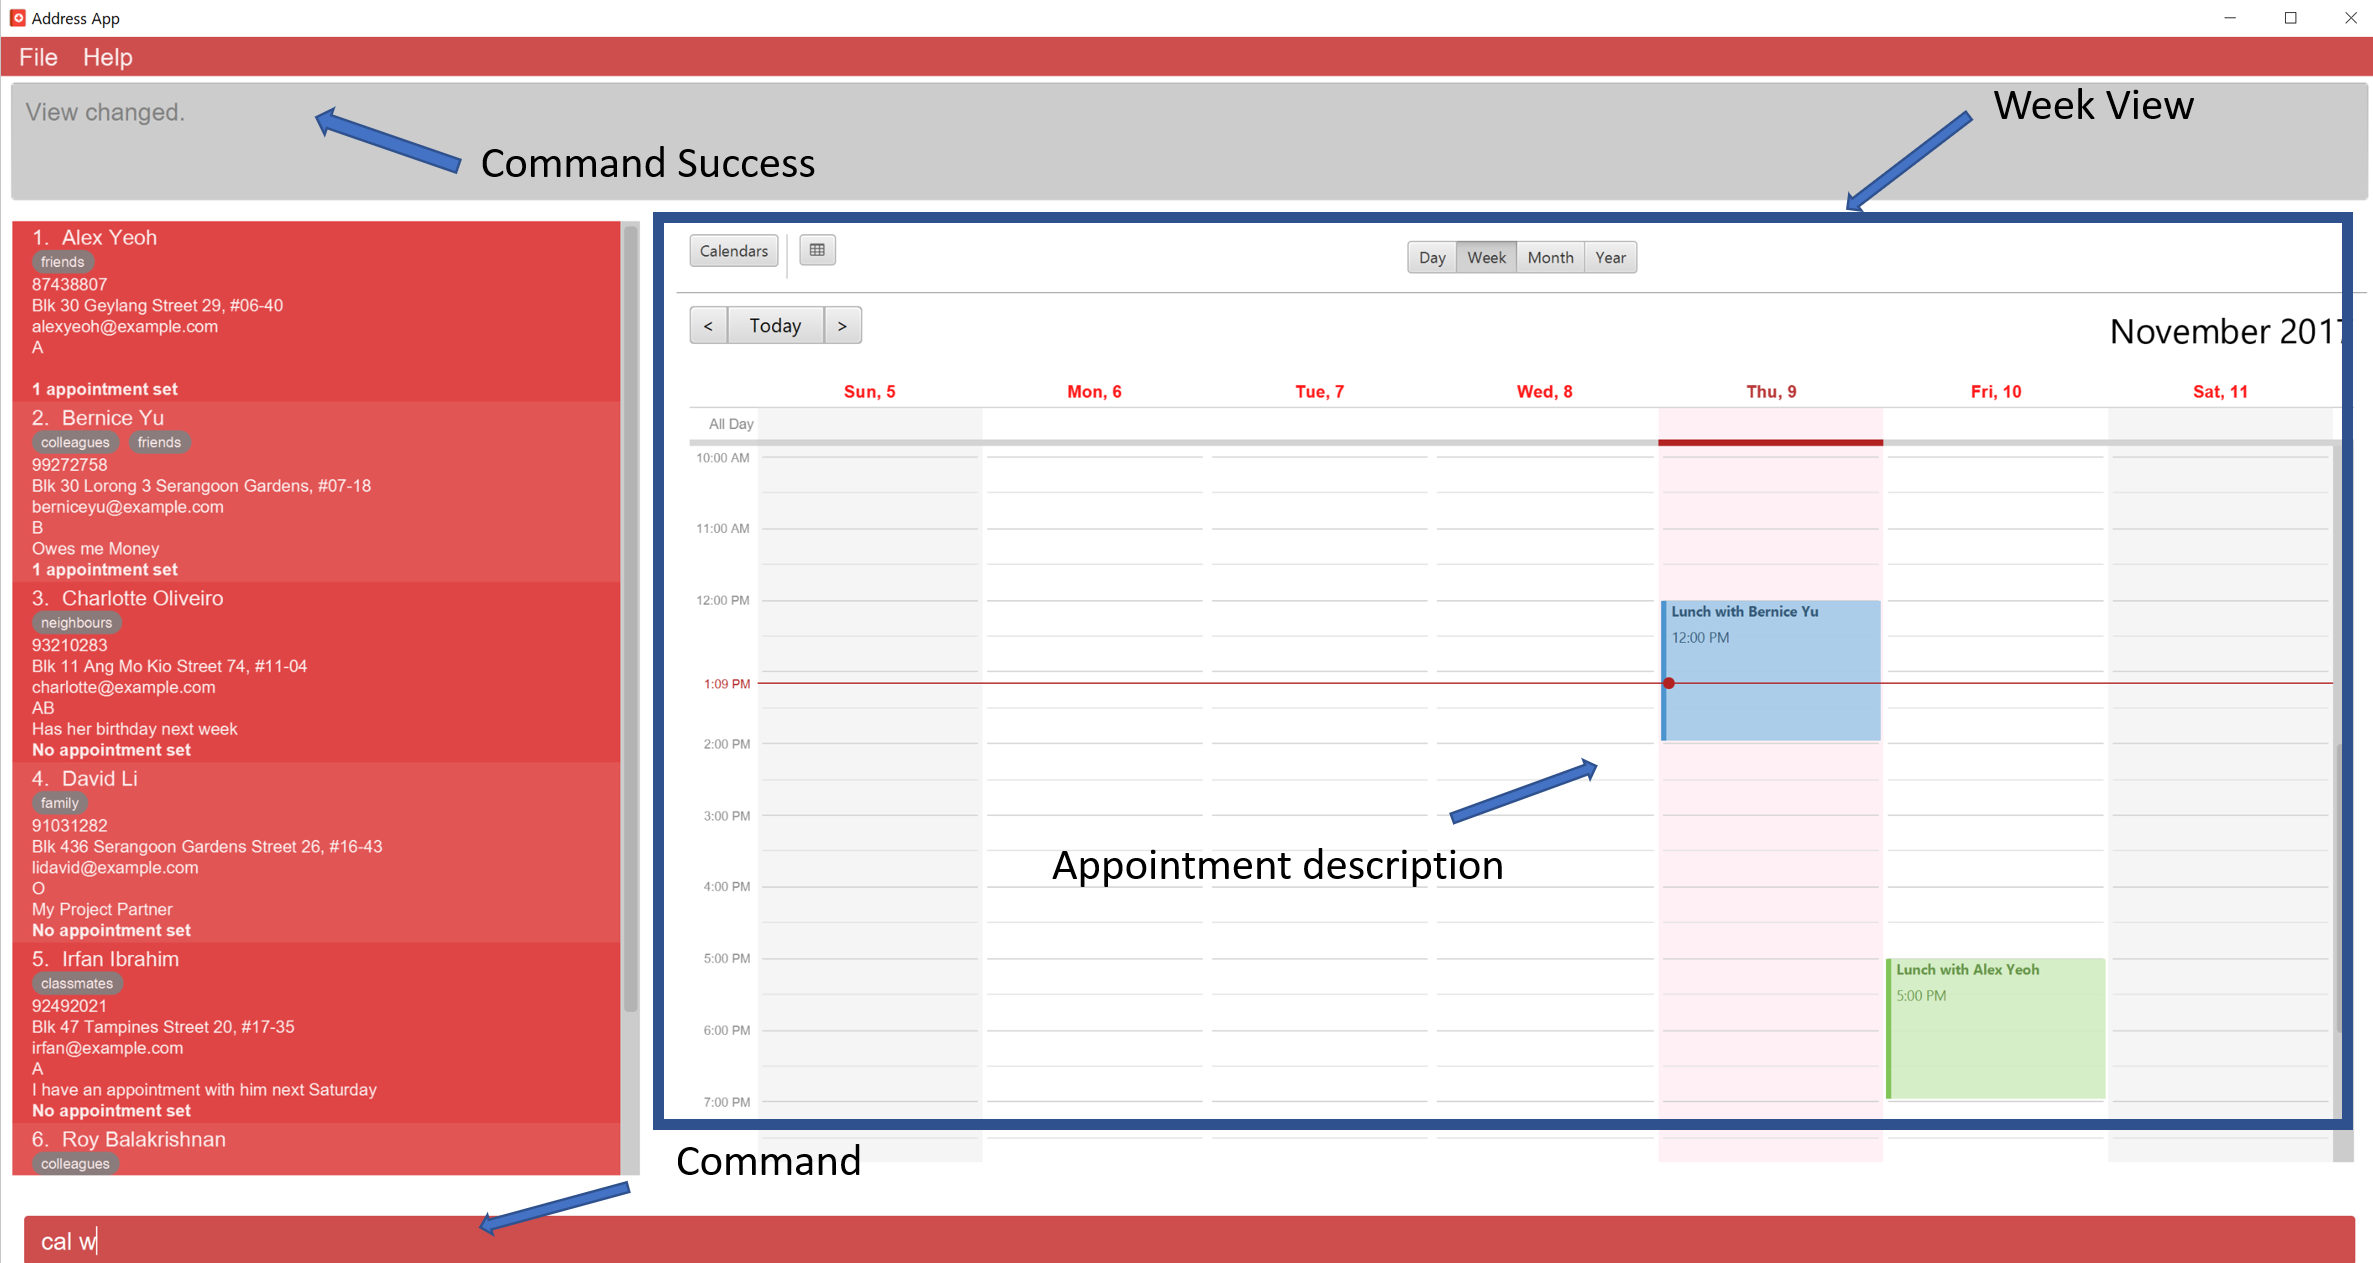 Address App
File Help
View changed.
Command Success
Week View
1. Alex Yeoh
friends
87438807
Blk 30 Geylang Street 29, #06-40
alexyeoh@example.com
A
1 appointment set
2. Bernice Yu
colleagues friends
99272758
Blk 30 Lorong 3 Serangoon Gardens, #07-18
berniceyu@example.com
B
Owes me Money
1 appointment set
3. Charlotte Oliveiro
neighbours
93210283
Blk 11 Ang Mo Kio Street 74, #11-04
charlotte@example.com
AB
Has her birthday next week
No appointment set
4. David Li
family
91031282
Blk 436 Serangoon Gardens Street 26, #16-43
lidavid@example.com
O
My Project Partner
No appointment set
5. Irfan Ibrahim
classmates
92492021
Blk 47 Tampines Street 20, #17-35
irfan@example.com
A
I have an appointment with him next Saturday
No appointment set
6. Roy Balakrishnan
colleagues
Calendars
Day Week Month Year
< Today >
November 2017
Sun, 5 Mon, 6 Tue, 7 Wed, 8 Thu, 9 Fri, 10 Sat, 11
All Day
10:00 AM
11:00 AM
12:00 PM
Lunch with Bernice Yu
12:00 PM
1:09 PM
2:00 PM
3:00 PM
Appointment description
4:00 PM
5:00 PM
Lunch with Alex Yeoh
5:00 PM
6:00 PM
7:00 PM
Command
cal w